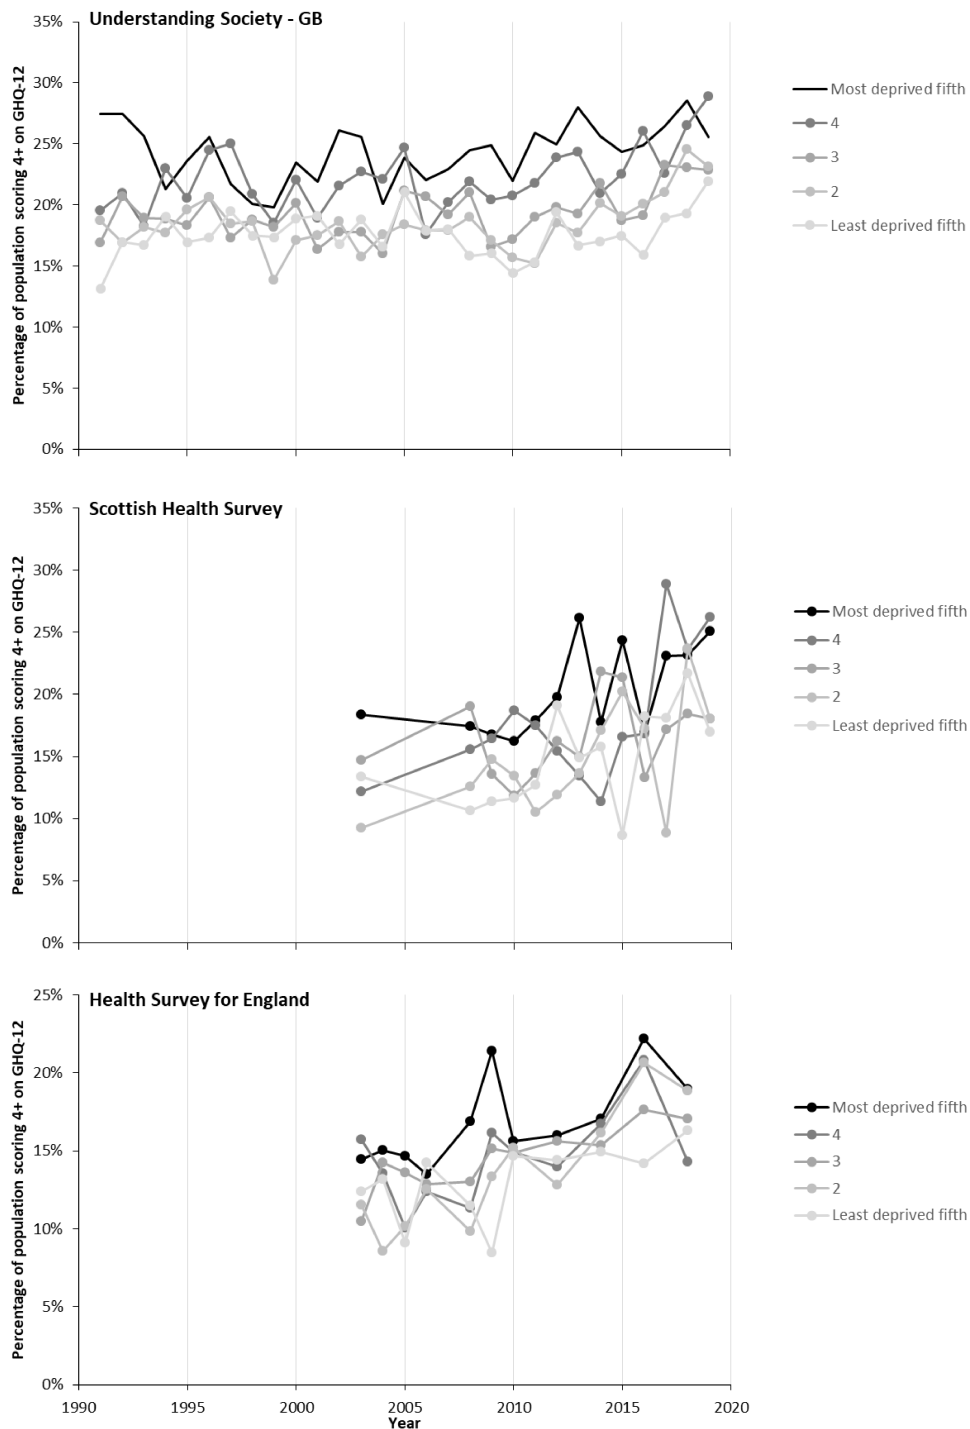 Understanding Society - GB
Percentage of population scoring 4+ on GHQ-12
35%
30%
25%
20%
15%
10%
5%
0%
Most deprived fifth
4
3
2
Least deprived fifth
Scottish Health Survey
Percentage of population scoring 4+ on GHQ-12
35%
30%
25%
20%
15%
10%
5%
0%
Most deprived fifth
4
3
2
Least deprived fifth
Health Survey for England
Percentage of population scoring 4+ on GHQ-12
25%
20%
15%
10%
5%
0%
1990 1995 2000 2005 2010 2015 2020
Year
Most deprived fifth
4
3
2
Least deprived fifth